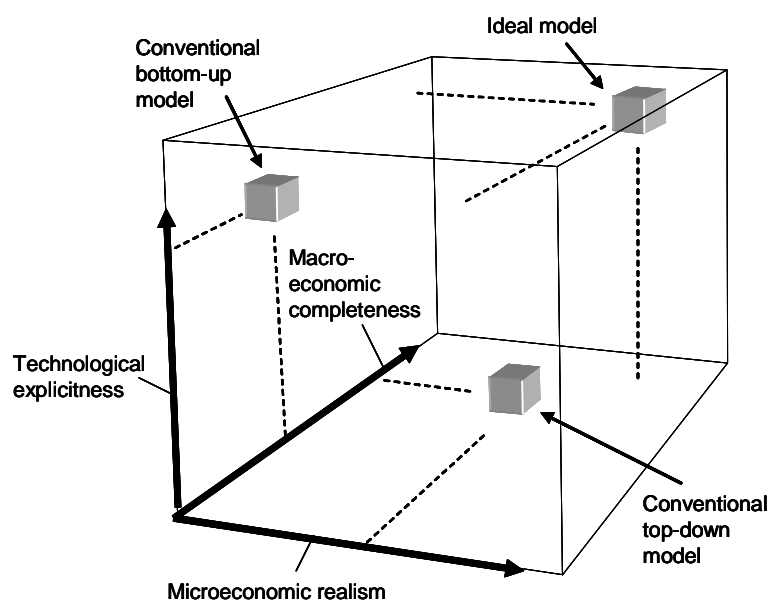 Ideal model
Conventional
bottom-up
model
Macro-
economic
completeness
Technological
explicitness
Conventional
top-down
model
Microeconomic realism